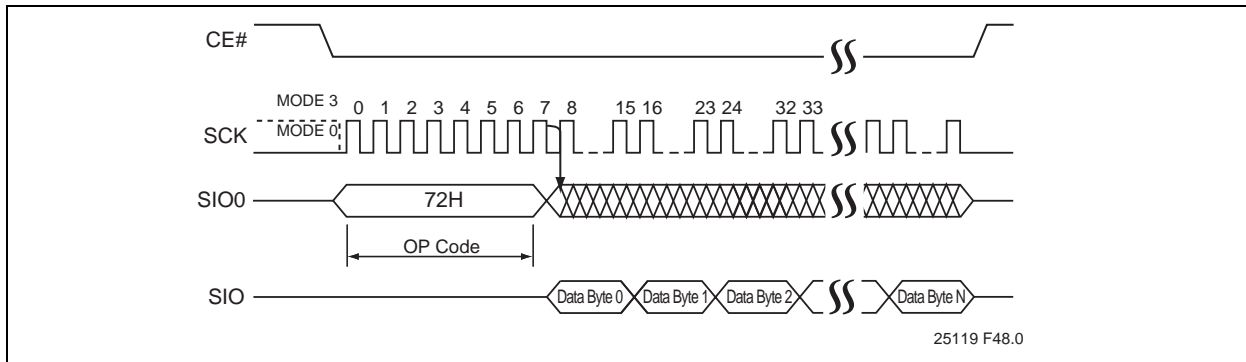 CE#
MODE 3
0 1 2 3 4 5 6 7 8 15 16 23 24 32 33
SCK
MODE 0
SIO0
72H
OP Code
SIO
Data Byte 0
Data Byte 1
Data Byte 2
Data Byte N
25119 F48.0